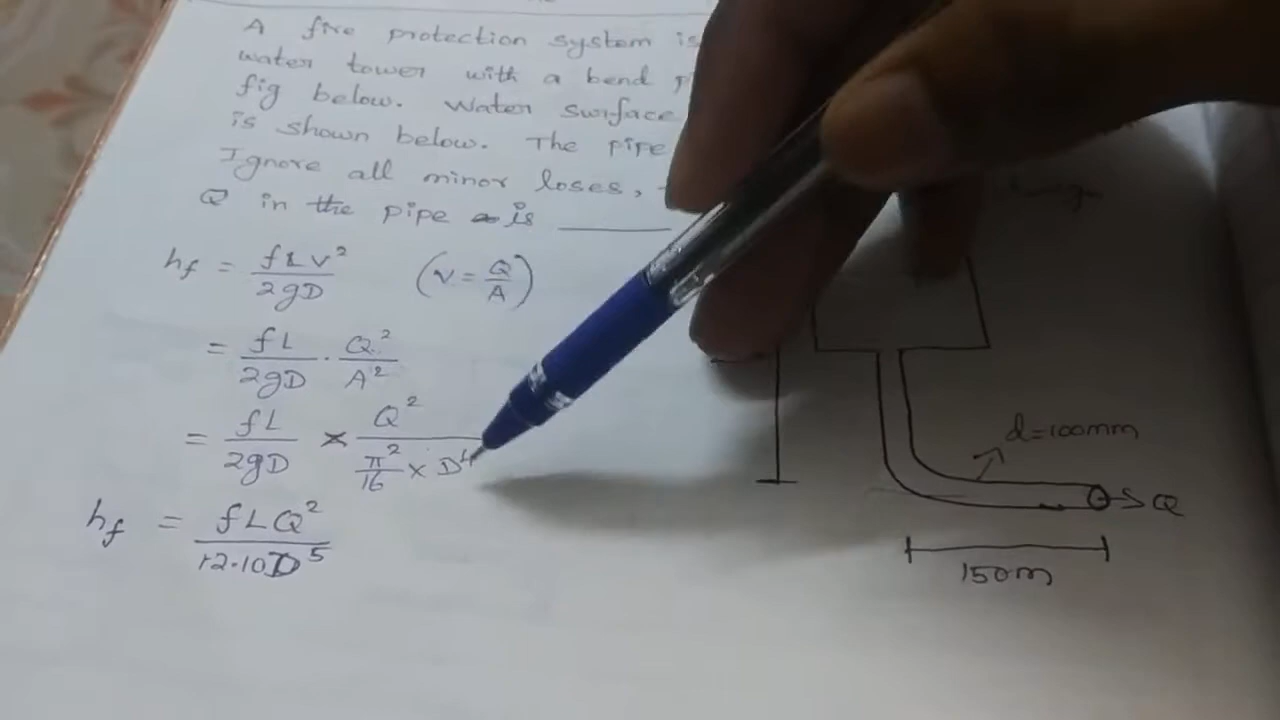 A fire protection system is
water tower with a bend
fig below. Water surface
is shown below. The pipe
Ignore all minor loses,
Q in the pipe is ______
hf = fLV²/2gD (V = Q/A)
= fL/2gD · Q²/A²
= fL/2gD × Q²/(π²/16 × D⁴)
hf = fLQ²/12.10D⁵
d=100mm
Q
150m